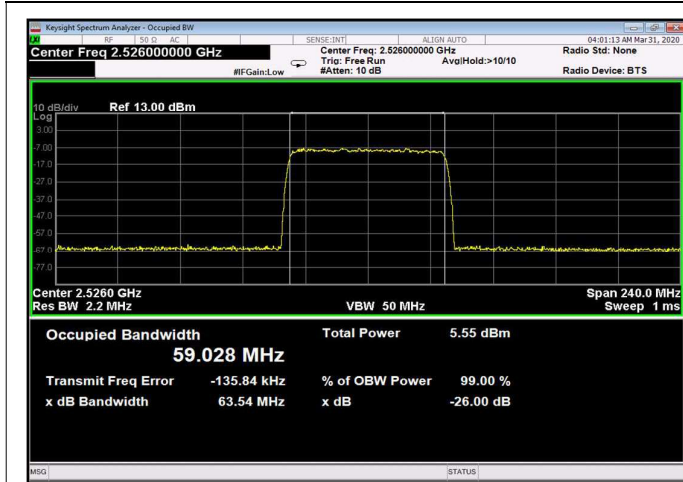 Keysight Spectrum Analyzer - Occupied BW
LXI RF 50 Ω AC SENSE:INT ALIGN AUTO 04:01:13 AM Mar 31, 2020
Center Freq 2.526000000 GHz Center Freq: 2.526000000 GHz Radio Std: None
Trig: Free Run Avg|Hold:>10/10
#IFGain:Low #Atten: 10 dB Radio Device: BTS
10 dB/div Ref 13.00 dBm
Log
3.00
-7.00
-17.0
-27.0
-37.0
-47.0
-57.0
-67.0
-77.0
Center 2.5260 GHz Span 240.0 MHz
Res BW 2.2 MHz VBW 50 MHz Sweep 1 ms
Occupied Bandwidth Total Power 5.55 dBm
59.028 MHz
Transmit Freq Error -135.84 kHz % of OBW Power 99.00 %
x dB Bandwidth 63.54 MHz x dB -26.00 dB
MSG STATUS